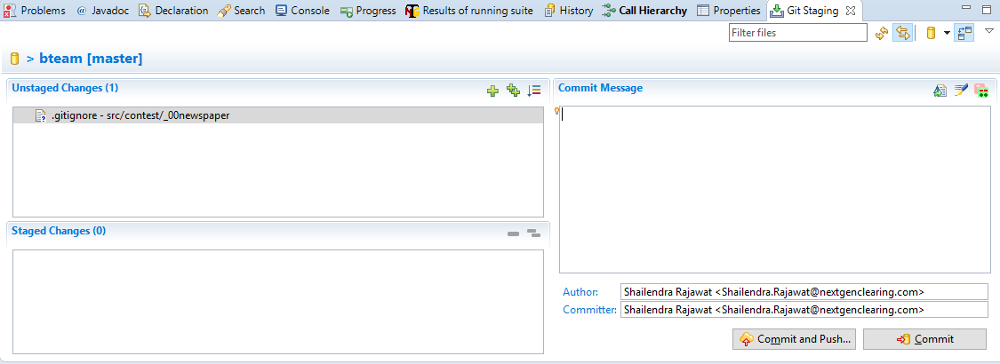 Problems @ Javadoc Declaration Search Console Progress Results of running suite History Call Hierarchy Properties Git Staging
Filter files
> bteam [master]
Unstaged Changes (1)
.gitignore - src/contest/_00newspaper
Staged Changes (0)
Commit Message
Author: Shailendra Rajawat <Shailendra.Rajawat@nextgenclearing.com>
Committer: Shailendra Rajawat <Shailendra.Rajawat@nextgenclearing.com>
Commit and Push... Commit